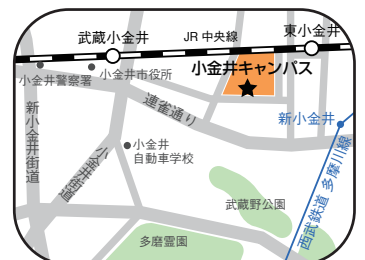 武蔵小金井
JR 中央線
東小金井
小金井警察署
小金井市役所
小金井キャンパス
連雀通り
新小金井
新小金井街道
小金井街道
小金井
自動車学校
西武鉄道 多摩川線
武蔵野公園
多磨霊園